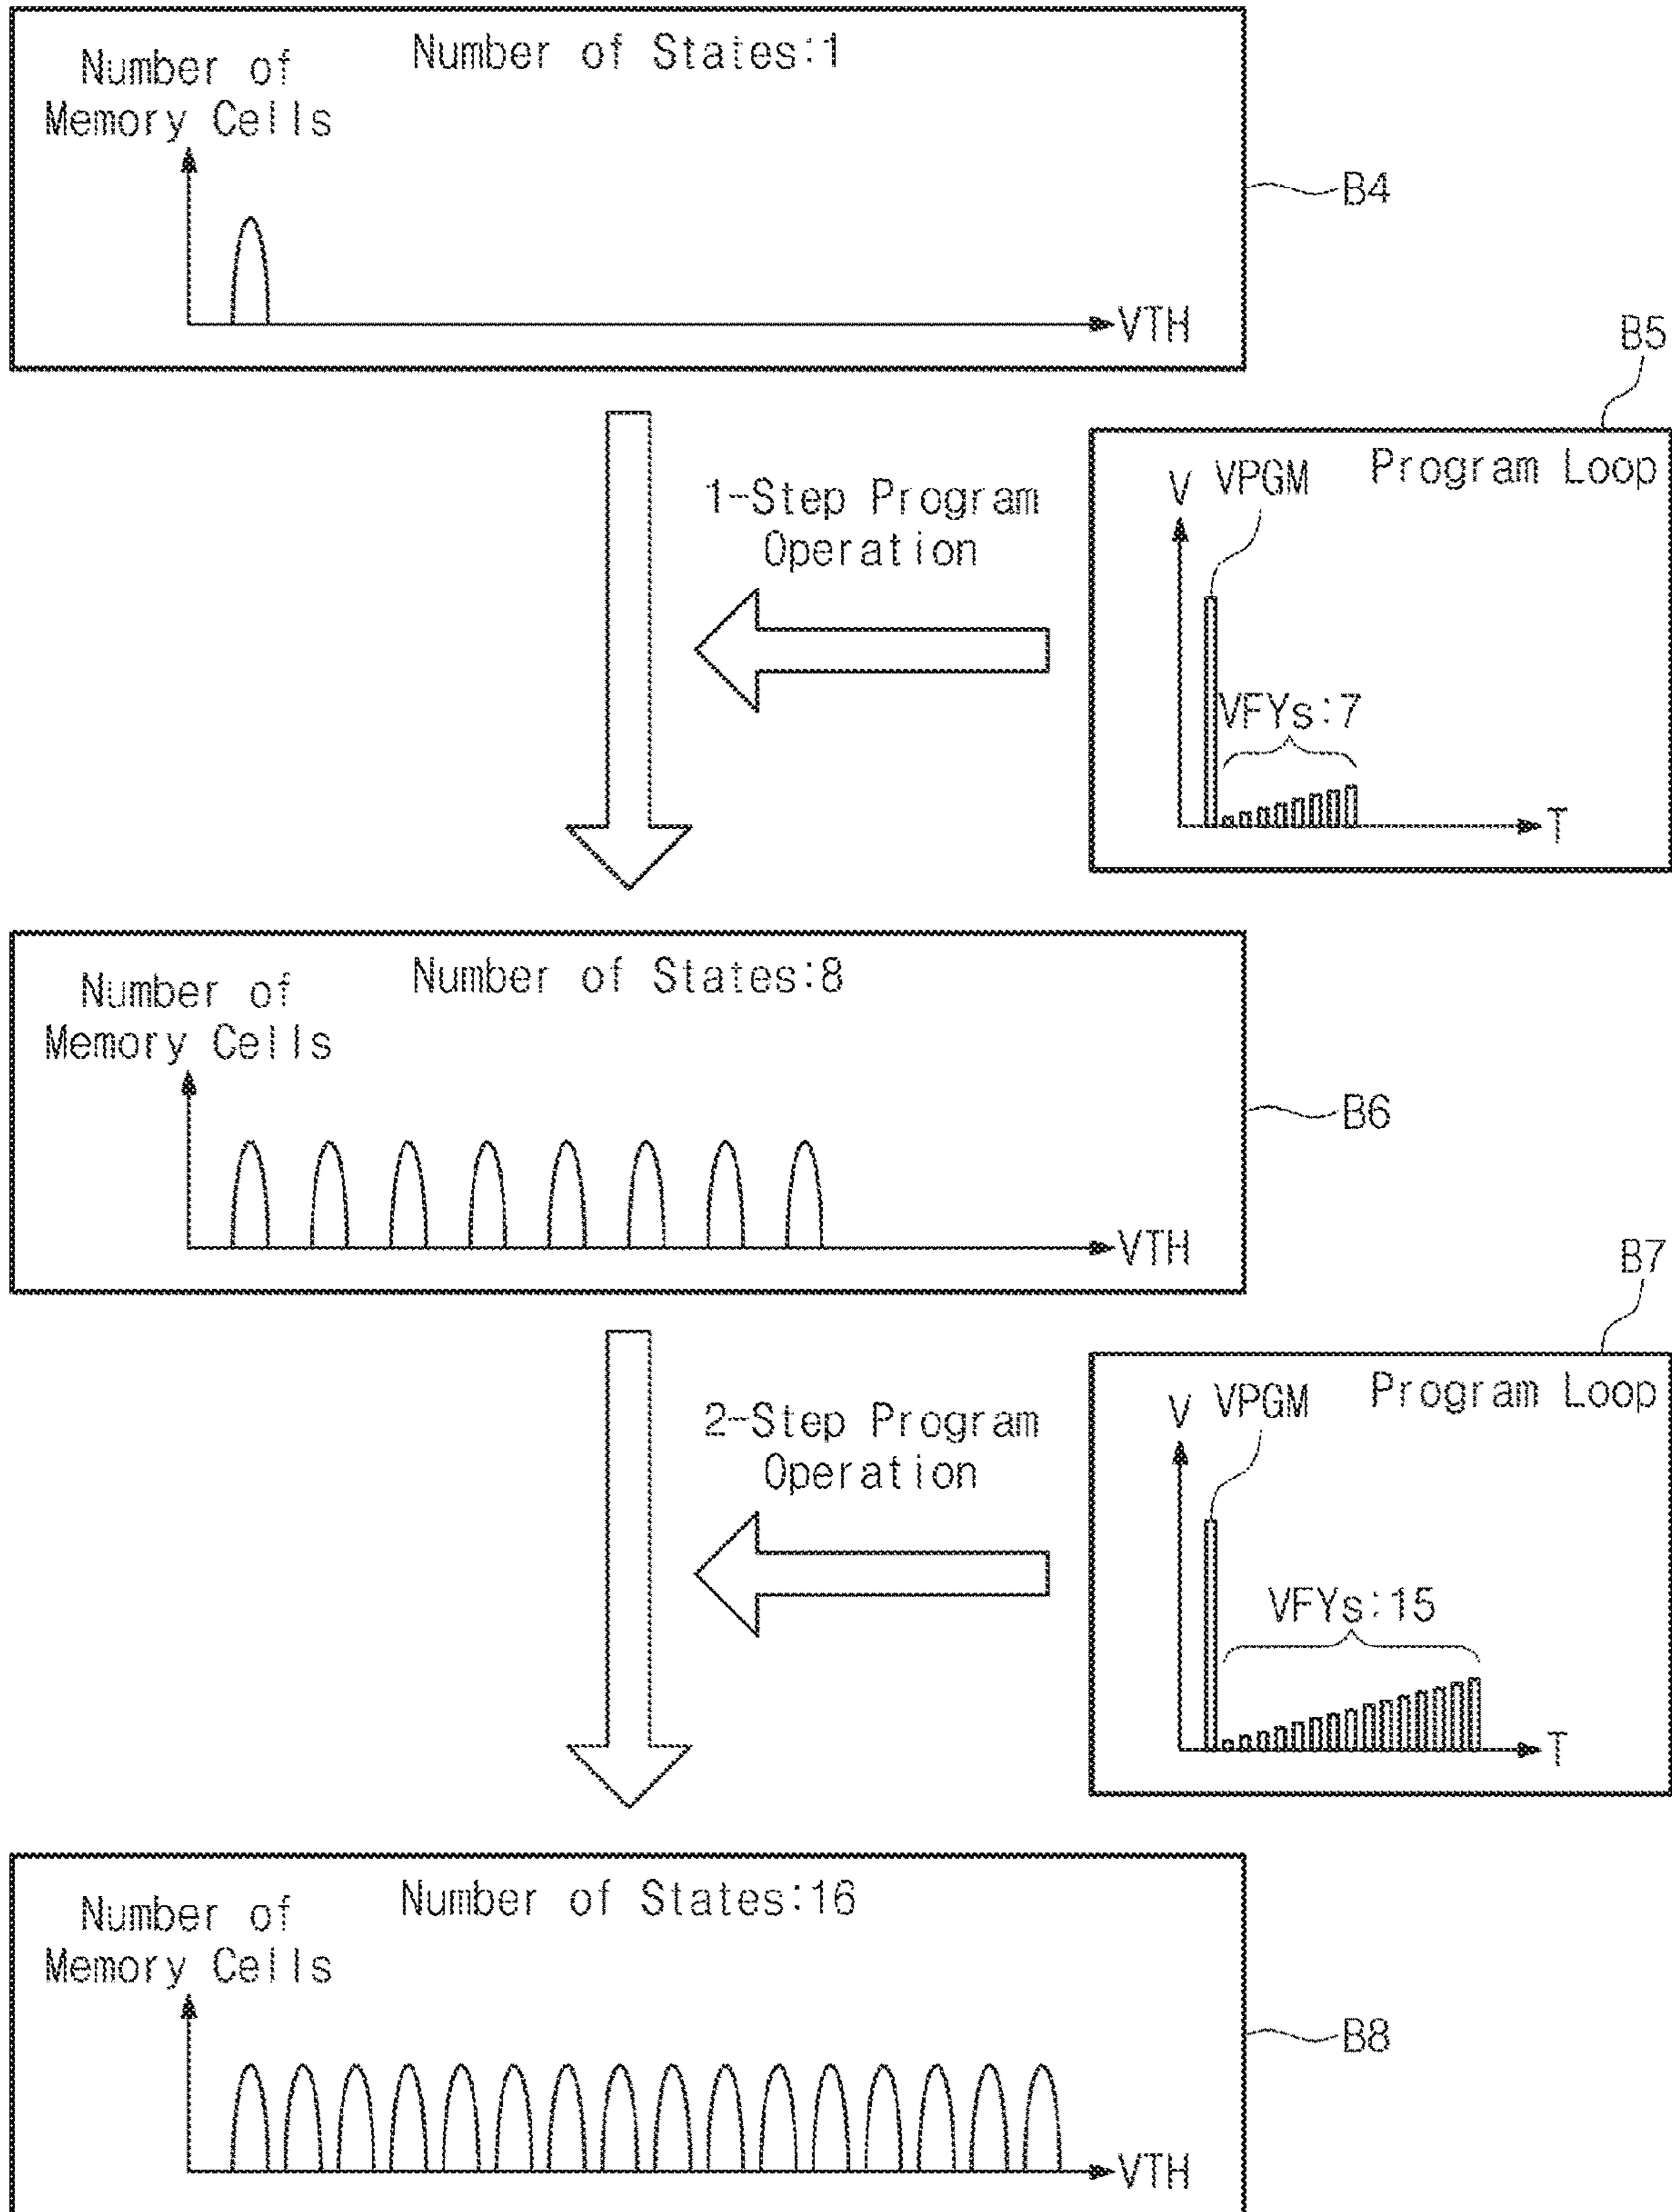 Number of States:1
Number of
Memory Cells
VTH
B4
B5
Program Loop
V VPGM
VFYs:7
T
1-Step Program
Operation
Number of States:8
Number of
Memory Cells
VTH
B6
B7
Program Loop
V VPGM
VFYs:15
T
2-Step Program
Operation
Number of States:16
Number of
Memory Cells
VTH
B8